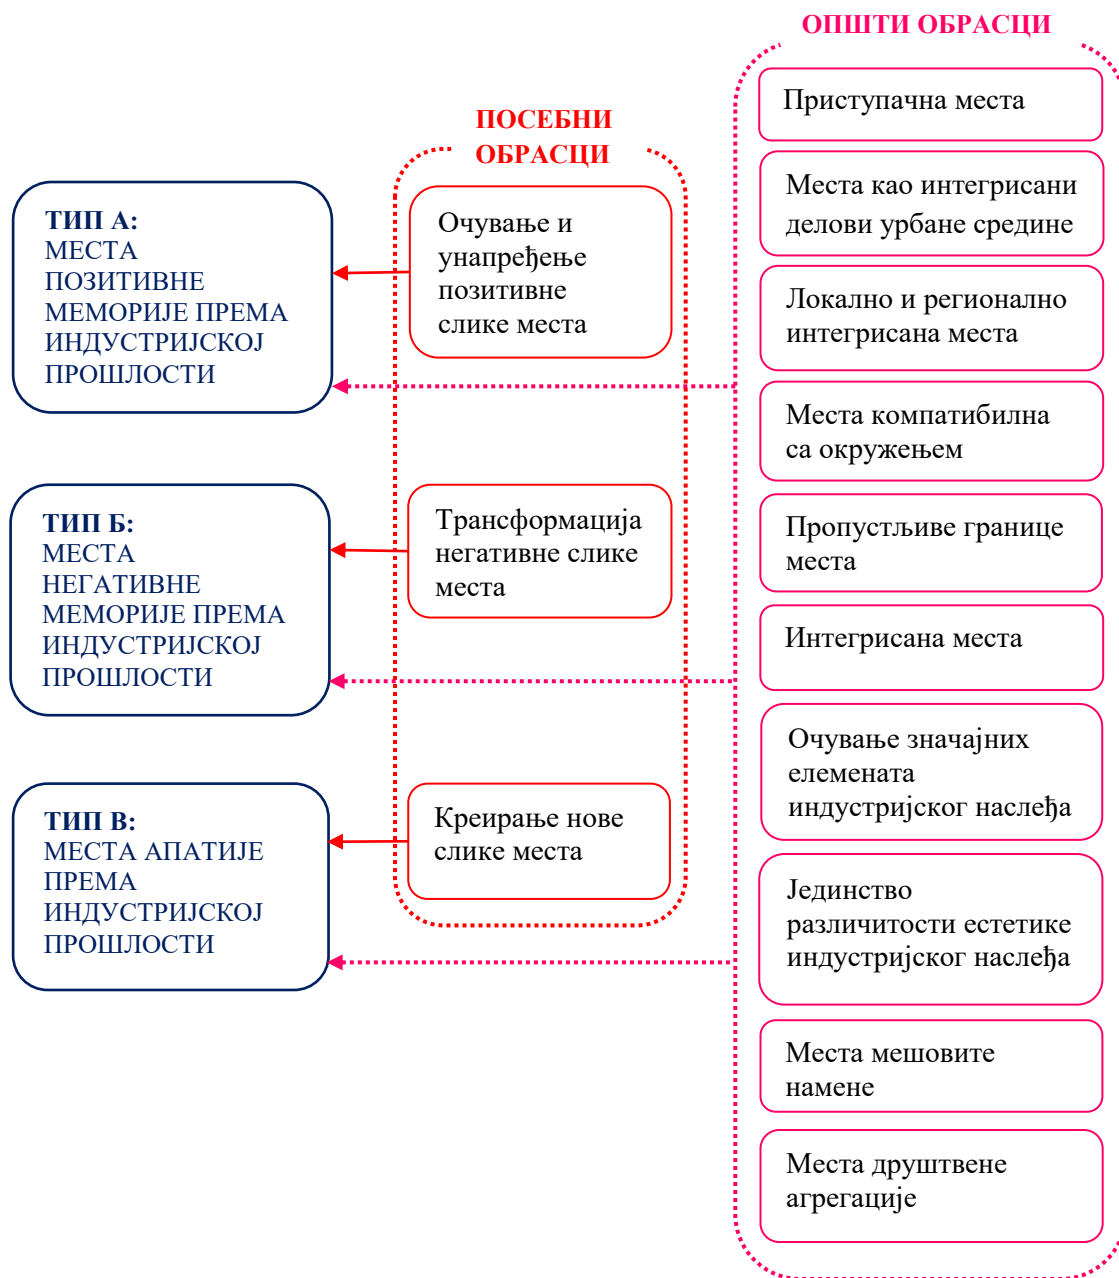 ОПШТИ ОБРАСЦИ
ПОСЕБНИ
ОБРАСЦИ
ТИП А:
МЕСТА
ПОЗИТИВНЕ
МЕМОРИЈЕ ПРЕМА
ИНДУСТРИЈСКОЈ
ПРОШЛОСТИ
ТИП Б:
МЕСТА
НЕГАТИВНЕ
МЕМОРИЈЕ ПРЕМА
ИНДУСТРИЈСКОЈ
ПРОШЛОСТИ
ТИП В:
МЕСТА АПАТИЈЕ
ПРЕМА
ИНДУСТРИЈСКОЈ
ПРОШЛОСТИ
Очување и
унапређење
позитивне
слике места
Трансформација
негативне слике
места
Креирање нове
слике места
Приступачна места
Места као интегрисани
делови урбане средине
Локално и регионално
интегрисана места
Места компатибилна
са окружењем
Пропустљиве границе
места
Интегрисана места
Очување значајних
елемената
индустријског наслеђа
Јединство
различитости естетике
индустријског наслеђа
Места мешовите
намене
Места друштвене
агрегације